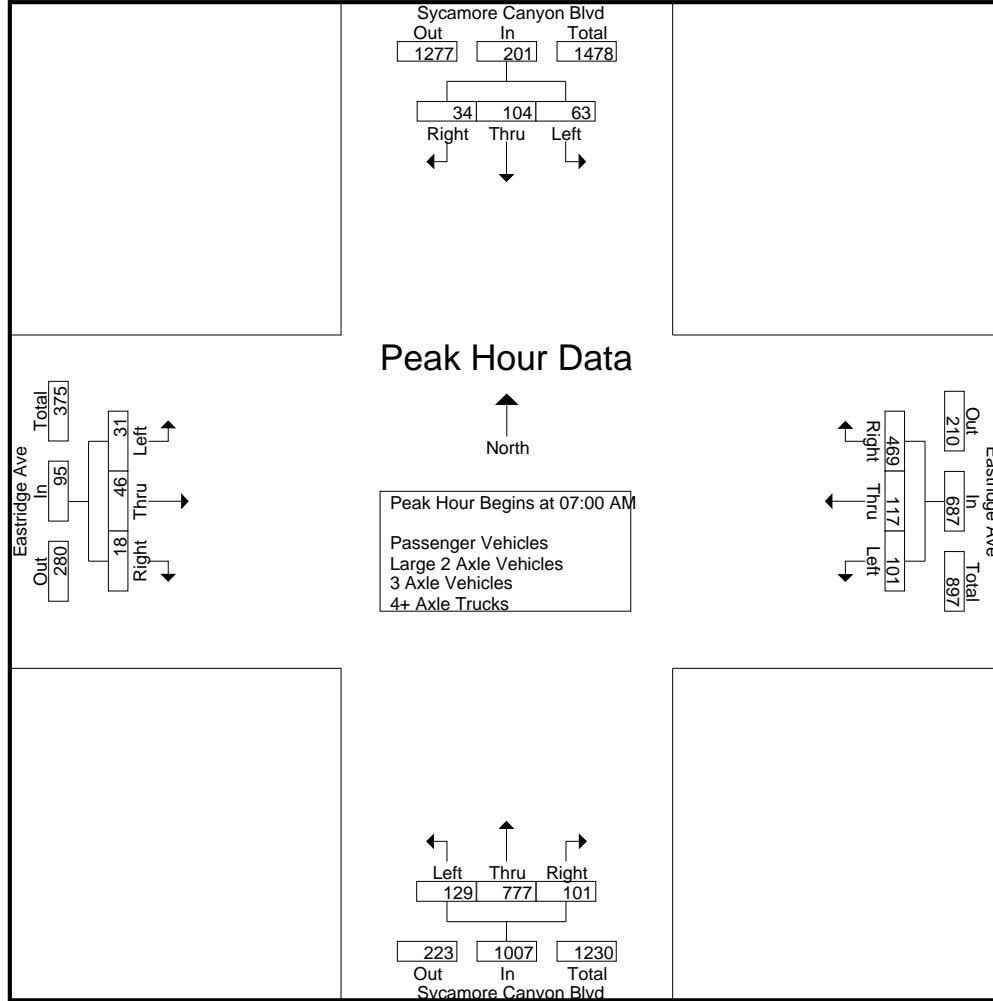 Sycamore Canyon Blvd
Out In Total
1277 201 1478
34 104 63
Right Thru Left
Peak Hour Data
North
Peak Hour Begins at 07:00 AM
Passenger Vehicles
Large 2 Axle Vehicles
3 Axle Vehicles
4+ Axle Trucks
Eastridge Ave
Total In Out
375 95 280
31 46 18
Left Thru Right
Eastridge Ave
Out In Total
210 687 897
469 117 101
Right Thru Left
Left Thru Right
129 777 101
223 1007 1230
Out In Total
Sycamore Canyon Blvd